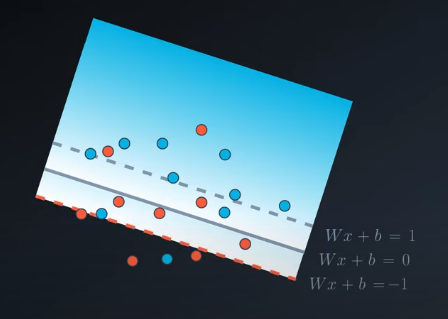 Wx + b = 1
Wx + b = 0
Wx + b =−1